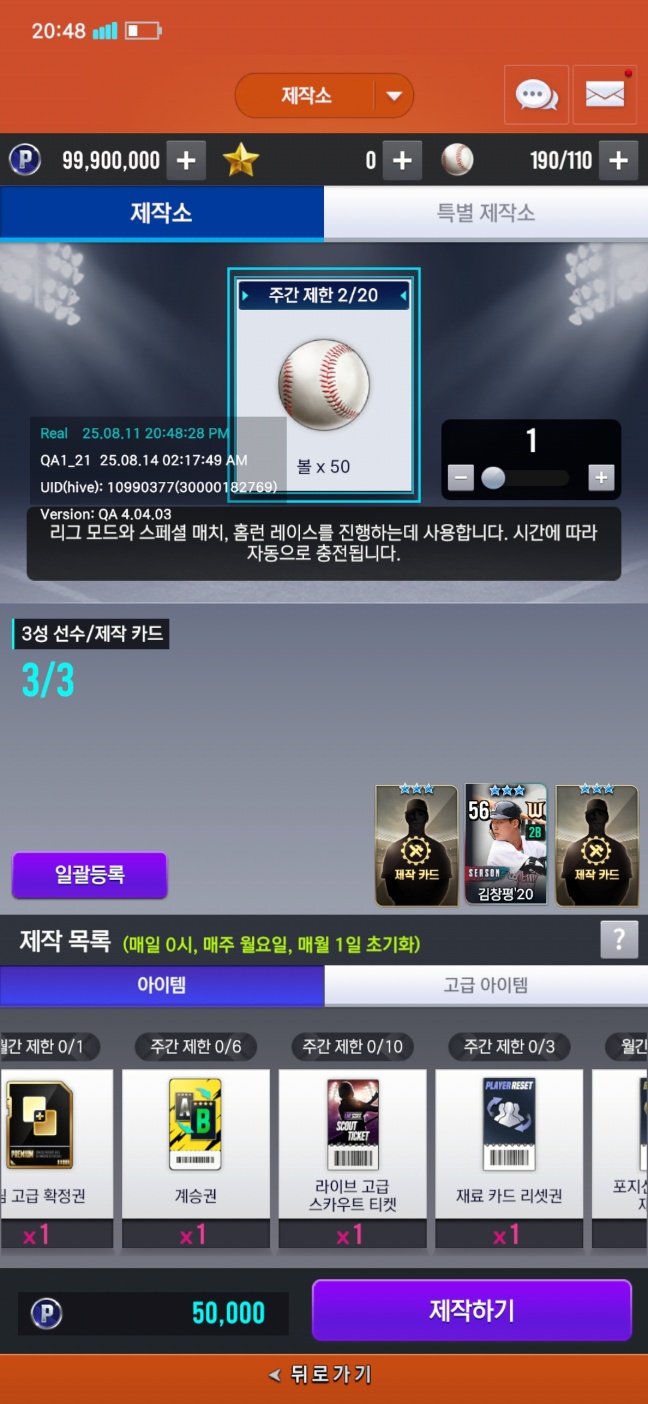 20:48
제작소
99,900,000
0
190/110
제작소
특별 제작소
주간 제한 2/20
볼 x 50
Real 25.08.11 20:48:28 PM
QA1_21 25.08.14 02:17:49 AM
UID(hive): 10990377(30000182769)
Version: QA 4.04.03
1
리그 모드와 스페셜 매치, 홈런 레이스를 진행하는데 사용합니다. 시간에 따라
자동으로 충전됩니다.
3성 선수/제작 카드
3/3
일괄등록
제작 카드
56
2B
SEASON
김창평'20
제작 카드
제작 목록 (매일 0시, 매주 월요일, 매월 1일 초기화)
?
아이템
고급 아이템
월간 제한 0/1
주간 제한 0/6
주간 제한 0/10
주간 제한 0/3
월간
PREMIUM
A
B
SCOUT
TICKET
PLAYER RESET
고급 확정권
계승권
라이브 고급
스카우트 티켓
재료 카드 리셋권
x1
x1
x1
x1
P
50,000
제작하기
뒤로가기